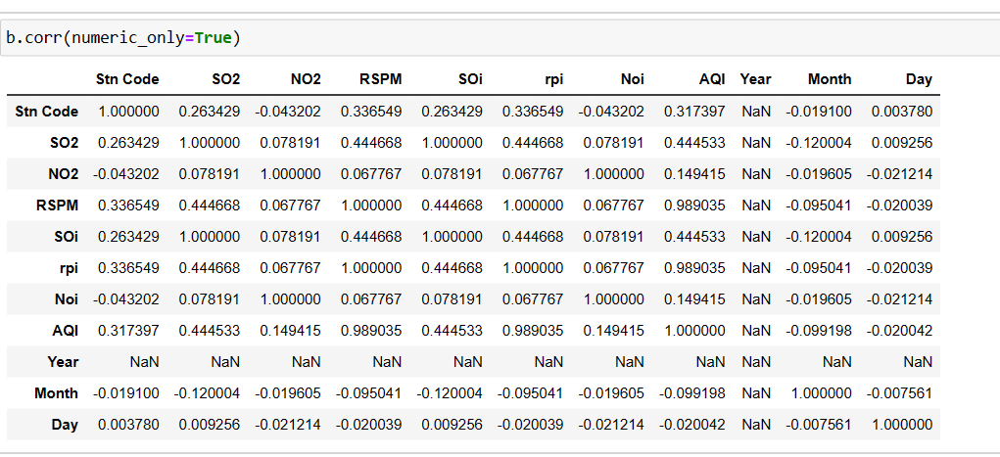 b.corr(numeric_only=True)
Stn Code SO2 NO2 RSPM SOi rpi Noi AQI Year Month Day
Stn Code 1.000000 0.263429 -0.043202 0.336549 0.263429 0.336549 -0.043202 0.317397 NaN -0.019100 0.003780
SO2 0.263429 1.000000 0.078191 0.444668 1.000000 0.444668 0.078191 0.444533 NaN -0.120004 0.009256
NO2 -0.043202 0.078191 1.000000 0.067767 0.078191 0.067767 1.000000 0.149415 NaN -0.019605 -0.021214
RSPM 0.336549 0.444668 0.067767 1.000000 0.444668 1.000000 0.067767 0.989035 NaN -0.095041 -0.020039
SOi 0.263429 1.000000 0.078191 0.444668 1.000000 0.444668 0.078191 0.444533 NaN -0.120004 0.009256
rpi 0.336549 0.444668 0.067767 1.000000 0.444668 1.000000 0.067767 0.989035 NaN -0.095041 -0.020039
Noi -0.043202 0.078191 1.000000 0.067767 0.078191 0.067767 1.000000 0.149415 NaN -0.019605 -0.021214
AQI 0.317397 0.444533 0.149415 0.989035 0.444533 0.989035 0.149415 1.000000 NaN -0.099198 -0.020042
Year NaN NaN NaN NaN NaN NaN NaN NaN NaN NaN NaN
Month -0.019100 -0.120004 -0.019605 -0.095041 -0.120004 -0.095041 -0.019605 -0.099198 NaN 1.000000 -0.007561
Day 0.003780 0.009256 -0.021214 -0.020039 0.009256 -0.020039 -0.021214 -0.020042 NaN -0.007561 1.000000